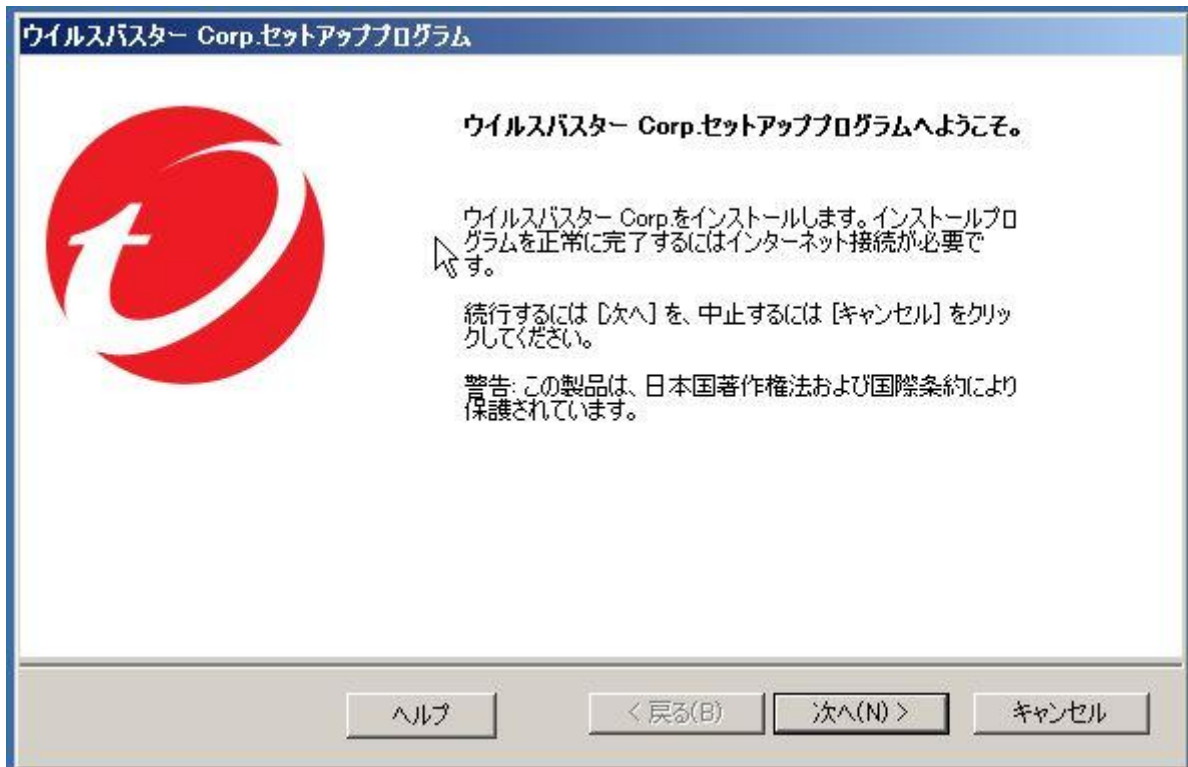 ウイルスバスター Corp.セットアッププログラム
ウイルスバスター Corp.セットアッププログラムへようこそ。
ウイルスバスター Corp.をインストールします。インストールプロ
グラムを正常に完了するにはインターネット接続が必要で
す。
続行するには [次へ] を、中止するには [キャンセル] をクリッ
クしてください。
警告: この製品は、日本国著作権法および国際条約により
保護されています。
ヘルプ
< 戻る(B)
次へ(N) >
キャンセル